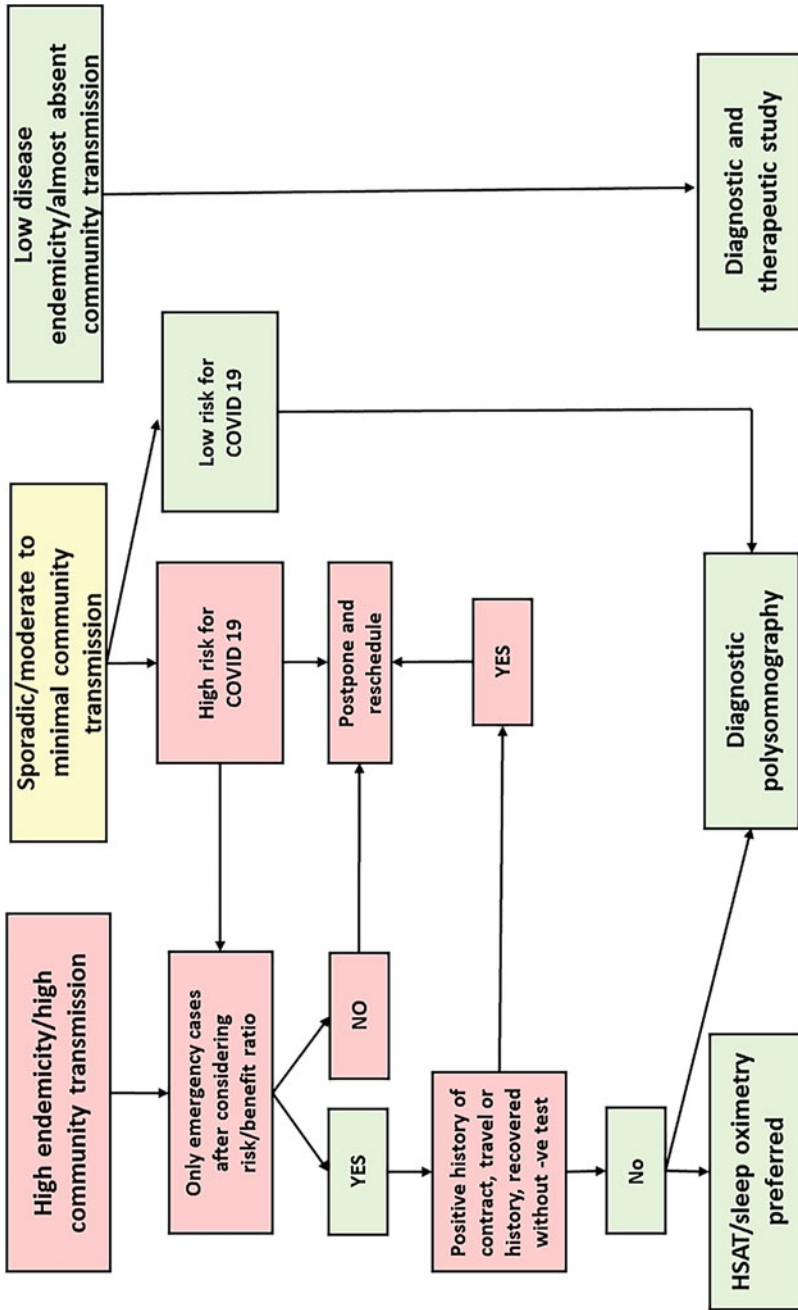 High endemicity/high
community transmission
Sporadic/moderate to
minimal community
transmission
Low disease
endemicity/almost absent
community transmission
Only emergency cases
after considering
risk/benefit ratio
High risk for
COVID 19
Low risk for
COVID 19
YES
NO
Postpone and
reschedule
Positive history of
contract, travel or
history, recovered
without -ve test
YES
No
HSAT/sleep oximetry
preferred
Diagnostic
polysomnography
Diagnostic and
therapeutic study